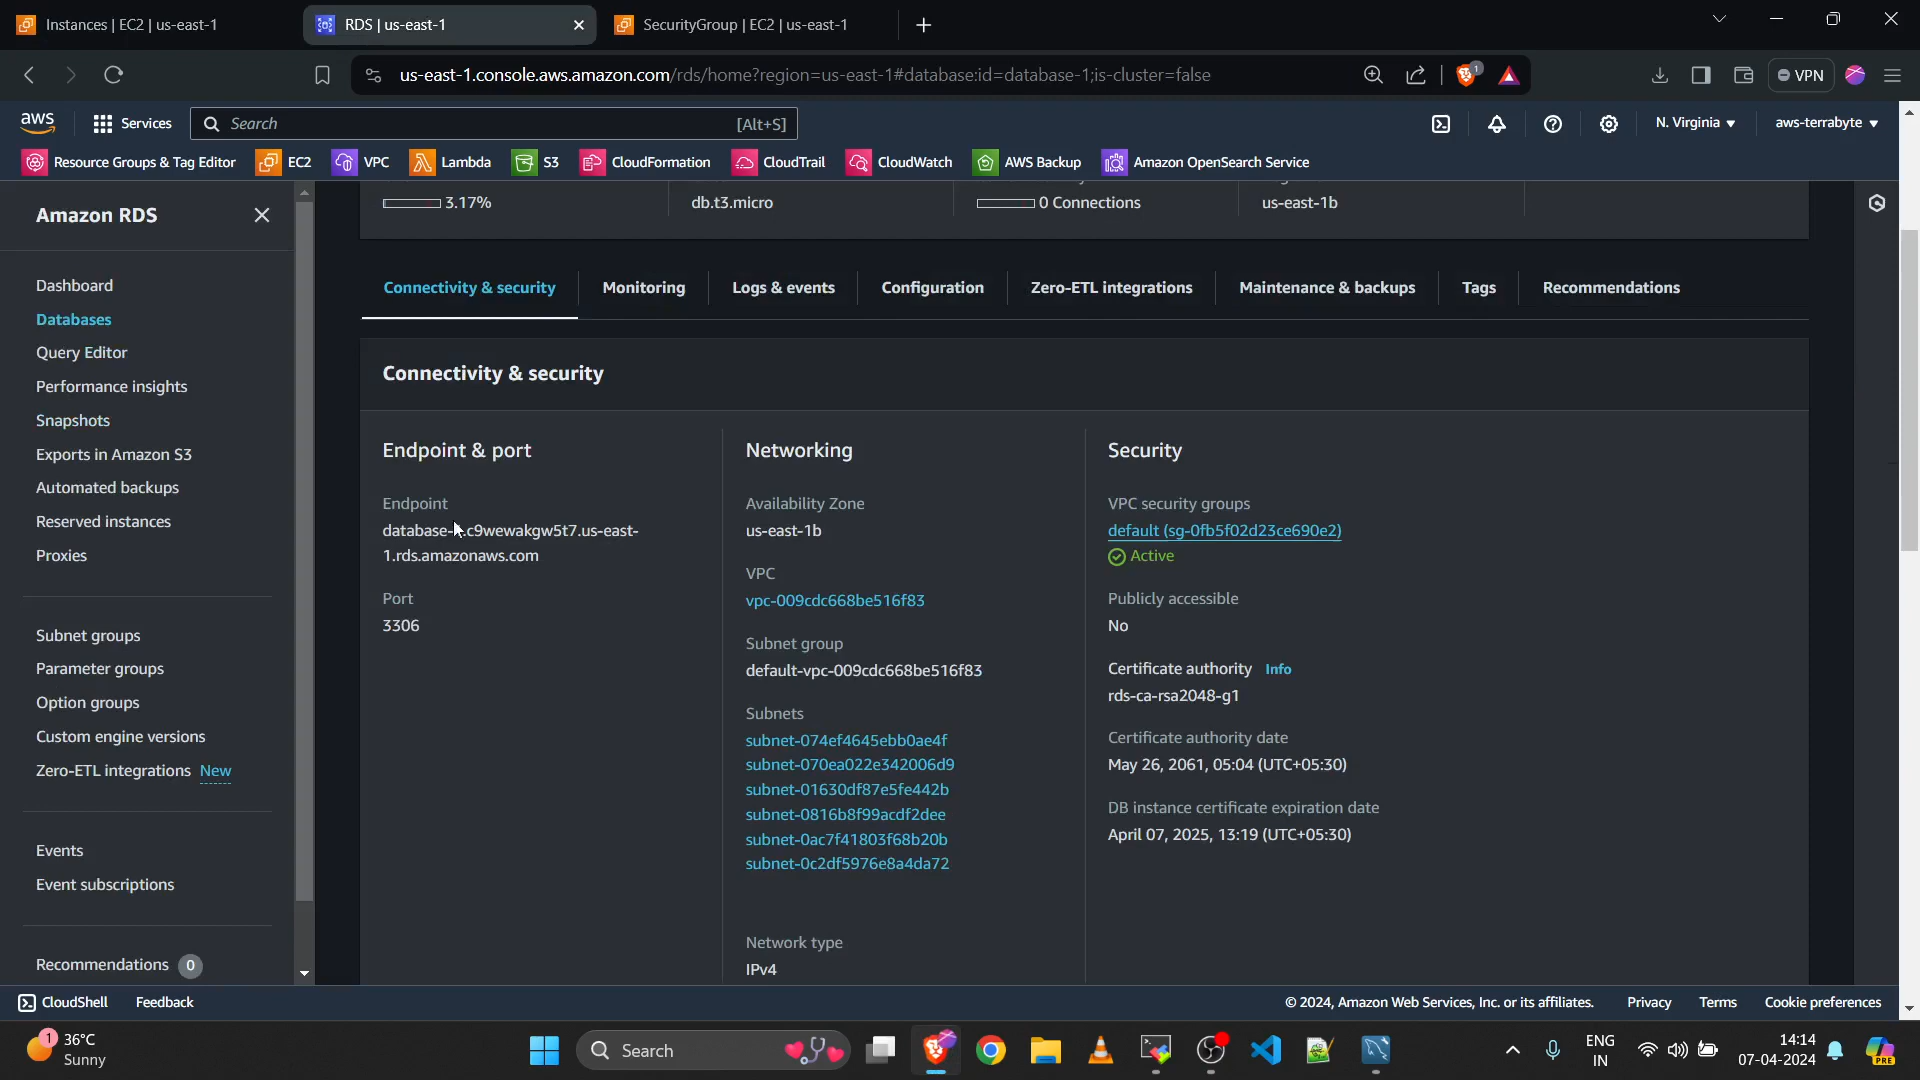 Instances | EC2 | us-east-1
RDS | us-east-1
SecurityGroup | EC2 | us-east-1
us-east-1.console.aws.amazon.com/rds/home?region=us-east-1#database:id=database-1;is-cluster=false
1
VPN
aws
Services
Search
[Alt+S]
N. Virginia
aws-terrabyte
Resource Groups & Tag Editor
EC2
VPC
Lambda
S3
CloudFormation
CloudTrail
CloudWatch
AWS Backup
Amazon OpenSearch Service
Amazon RDS
Dashboard
Databases
Query Editor
Performance insights
Snapshots
Exports in Amazon S3
Automated backups
Reserved instances
Proxies
Subnet groups
Parameter groups
Option groups
Custom engine versions
Zero-ETL integrations New
Events
Event subscriptions
Recommendations 0
3.17%
db.t3.micro
0 Connections
us-east-1b
Connectivity & security
Monitoring
Logs & events
Configuration
Zero-ETL integrations
Maintenance & backups
Tags
Recommendations
Connectivity & security
Endpoint & port
Endpoint
.c9wewakgw5t7.us-east-
1.rds.amazonaws.com
Port
3306
Networking
Availability Zone
us-east-1b
VPC
vpc-009cdc668be516f83
Subnet group
default-vpc-009cdc668be516f83
Subnets
subnet-074ef4645ebb0ae4f
subnet-070ea022e342006d9
subnet-01630df87e5fe442b
subnet-0816b8f99acdf2dee
subnet-0ac7f41803f68b20b
subnet-0c2df5976e8a4da72
Network type
IPv4
Security
VPC security groups
default (sg-0fb5f02d23ce690e2)
Active
Publicly accessible
No
Certificate authority Info
rds-ca-rsa2048-g1
Certificate authority date
May 26, 2061, 05:04 (UTC+05:30)
DB instance certificate expiration date
April 07, 2025, 13:19 (UTC+05:30)
CloudShell
Feedback
© 2024, Amazon Web Services, Inc. or its affiliates.
Privacy
Terms
Cookie preferences
1
36°C
Sunny
Search
ENG
IN
14:14
07-04-2024
PRE